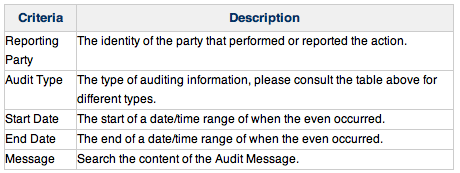 Criteria Description
Reporting The identity of the party that performed or reported the action.
Party
Audit Type The type of auditing information, please consult the table above for
different types.
Start Date The start of a date/time range of when the even occurred.
End Date The end of a date/time range of when the even occurred.
Message Search the content of the Audit Message.